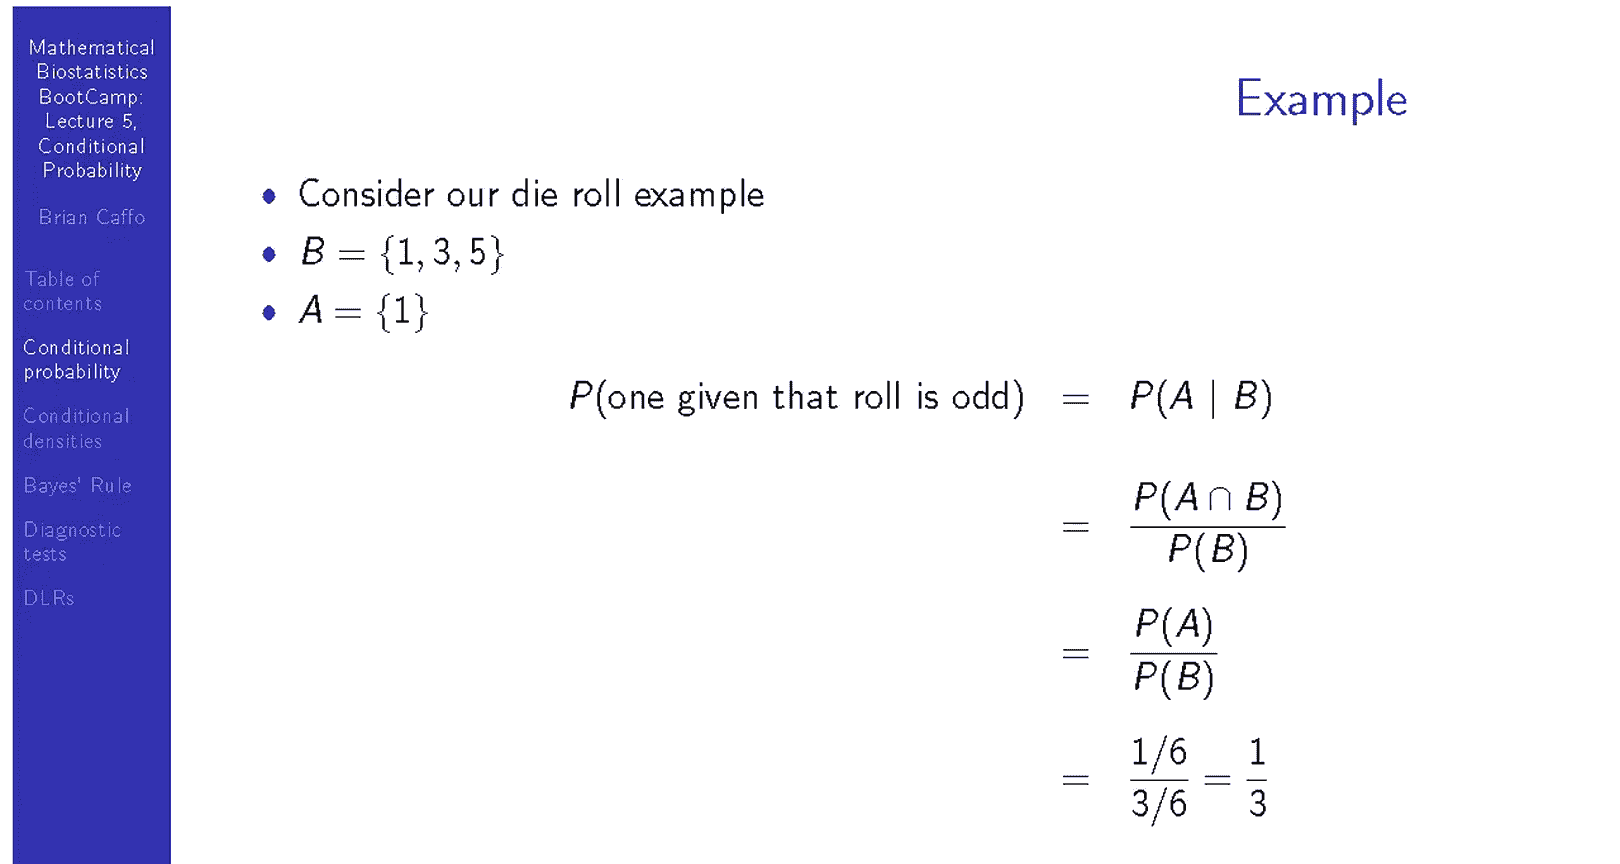 Mathematical
Biostatistics
BootCamp:
Lecture 5,
Conditional
Probability
Brian Caffo
Table of
contents
Conditional
probability
Conditional
densities
Bayes' Rule
Diagnostic
tests
DLRs
Example
• Consider our die roll example
• B = {1, 3, 5}
• A = {1}
P(one given that roll is odd) = P(A | B)
= P(A ∩ B)
P(B)
= P(A)
P(B)
= 1/6 = 1
3/6 3